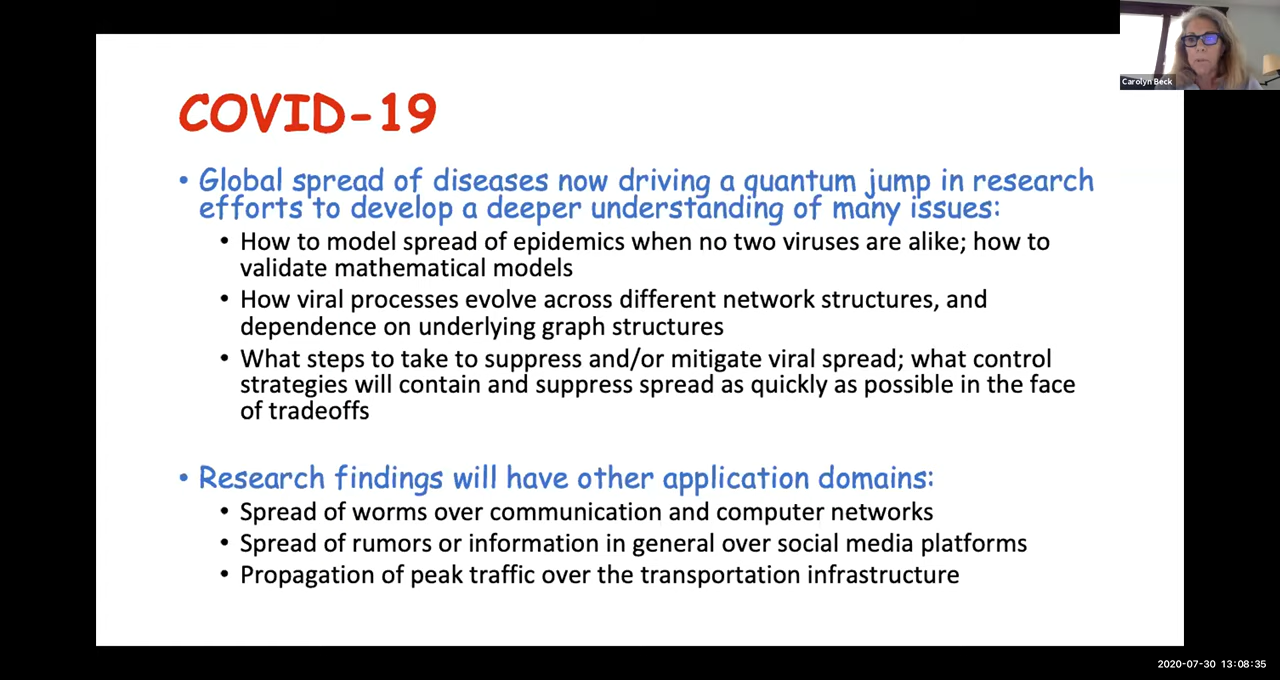 Carolyn Beck
COVID-19
• Global spread of diseases now driving a quantum jump in research
efforts to develop a deeper understanding of many issues:
• How to model spread of epidemics when no two viruses are alike; how to
validate mathematical models
• How viral processes evolve across different network structures, and
dependence on underlying graph structures
• What steps to take to suppress and/or mitigate viral spread; what control
strategies will contain and suppress spread as quickly as possible in the face
of tradeoffs
• Research findings will have other application domains:
• Spread of worms over communication and computer networks
• Spread of rumors or information in general over social media platforms
• Propagation of peak traffic over the transportation infrastructure
2020-07-30 13:08:35